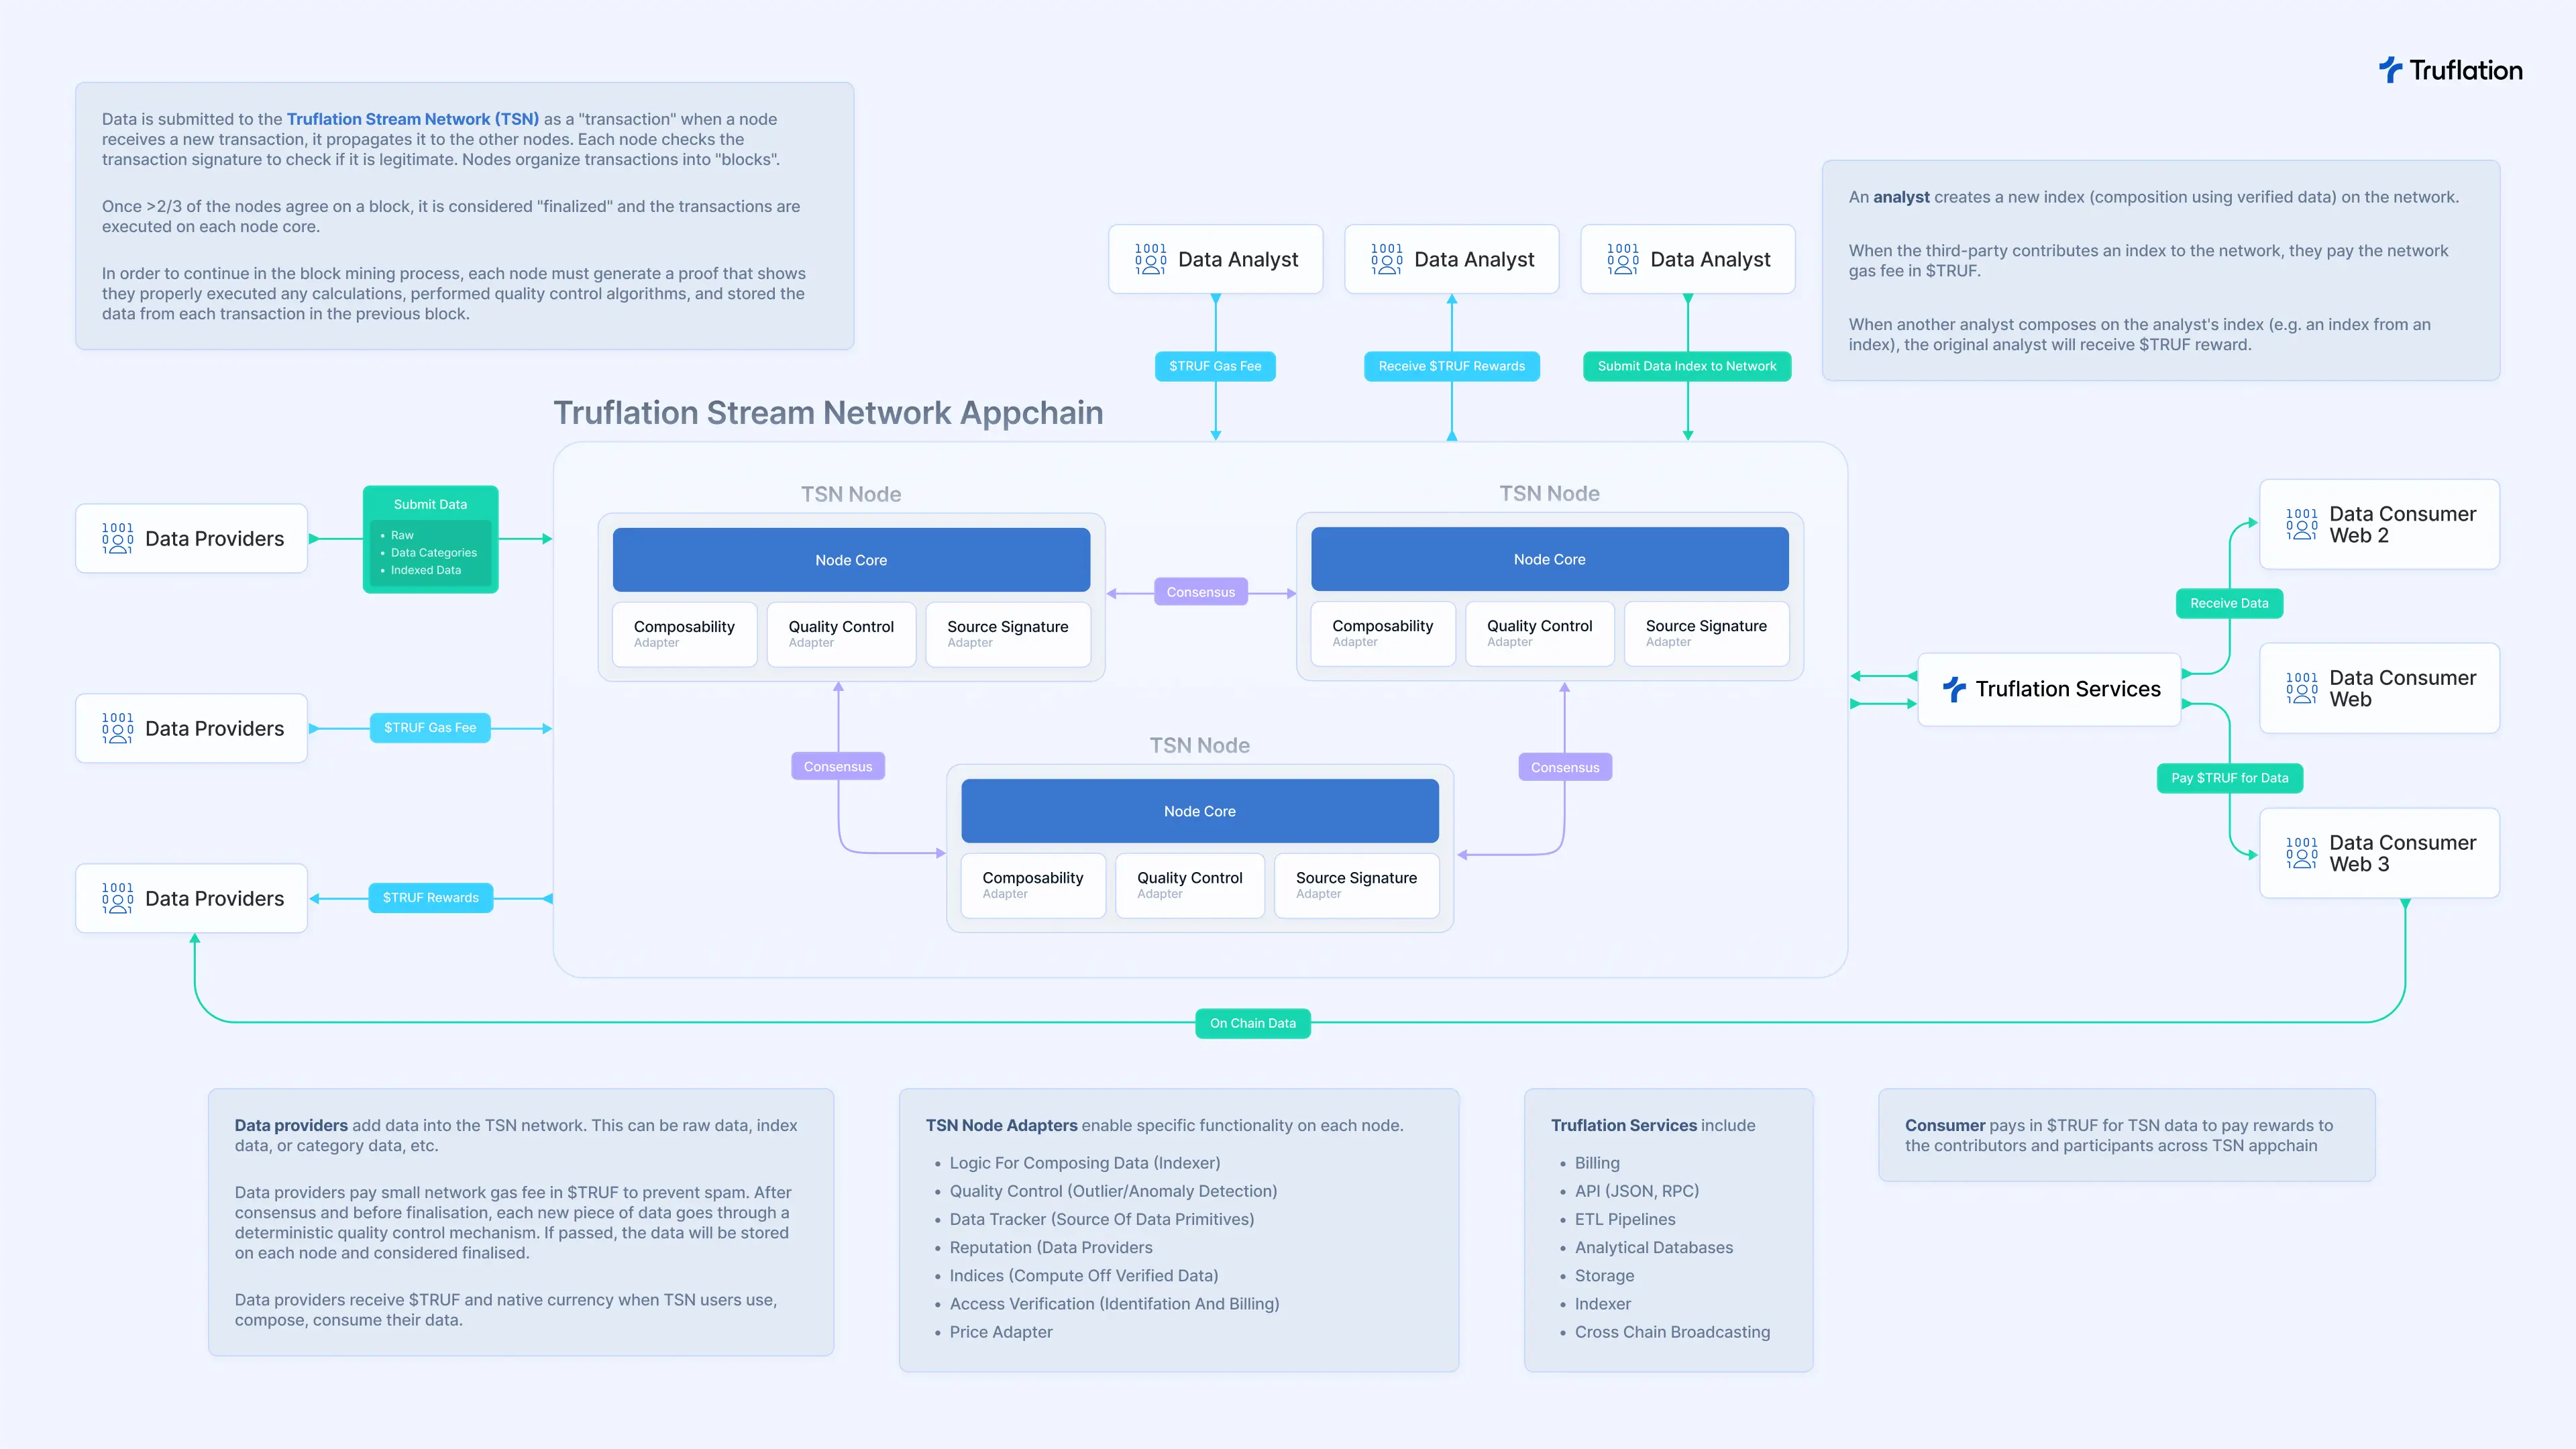 Truflation
Data is submitted to the Truflation Stream Network (TSN) as a "transaction" when a node
receives a new transaction, it propagates it to the other nodes. Each node checks the
transaction signature to check if it is legitimate. Nodes organize transactions into "blocks".
Once >2/3 of the nodes agree on a block, it is considered "finalized" and the transactions are
executed on each node core.
In order to continue in the block mining process, each node must generate a proof that shows
they properly executed any calculations, performed quality control algorithms, and stored the
data from each transaction in the previous block.
An analyst creates a new index (composition using verified data) on the network.
When the third-party contributes an index to the network, they pay the network
gas fee in $TRUF.
When another analyst composes on the analyst's index (e.g. an index from an
index), the original analyst will receive $TRUF reward.
1001
Data Analyst
1001
Data Analyst
1001
Data Analyst
$TRUF Gas Fee
Receive $TRUF Rewards
Submit Data Index to Network
Truflation Stream Network Appchain
1001
Data Providers
Submit Data
• Raw
• Data Categories
• Indexed Data
1001
Data Providers
$TRUF Gas Fee
1001
Data Providers
$TRUF Rewards
TSN Node
Node Core
Composability
Adapter
Quality Control
Adapter
Source Signature
Adapter
Consensus
TSN Node
Node Core
Composability
Adapter
Quality Control
Adapter
Source Signature
Adapter
Consensus
Consensus
TSN Node
Node Core
Composability
Adapter
Quality Control
Adapter
Source Signature
Adapter
Truflation Services
Receive Data
Pay $TRUF for Data
1001
Data Consumer
Web 2
1001
Data Consumer
Web
1001
Data Consumer
Web 3
On Chain Data
Data providers add data into the TSN network. This can be raw data, index
data, or category data, etc.
Data providers pay small network gas fee in $TRUF to prevent spam. After
consensus and before finalisation, each new piece of data goes through a
deterministic quality control mechanism. If passed, the data will be stored
on each node and considered finalised.
Data providers receive $TRUF and native currency when TSN users use,
compose, consume their data.
TSN Node Adapters enable specific functionality on each node.
• Logic For Composing Data (Indexer)
• Quality Control (Outlier/Anomaly Detection)
• Data Tracker (Source Of Data Primitives)
• Reputation (Data Providers
• Indices (Compute Off Verified Data)
• Access Verification (Identifation And Billing)
• Price Adapter
Truflation Services include
• Billing
• API (JSON, RPC)
• ETL Pipelines
• Analytical Databases
• Storage
• Indexer
• Cross Chain Broadcasting
Consumer pays in $TRUF for TSN data to pay rewards to
the contributors and participants across TSN appchain